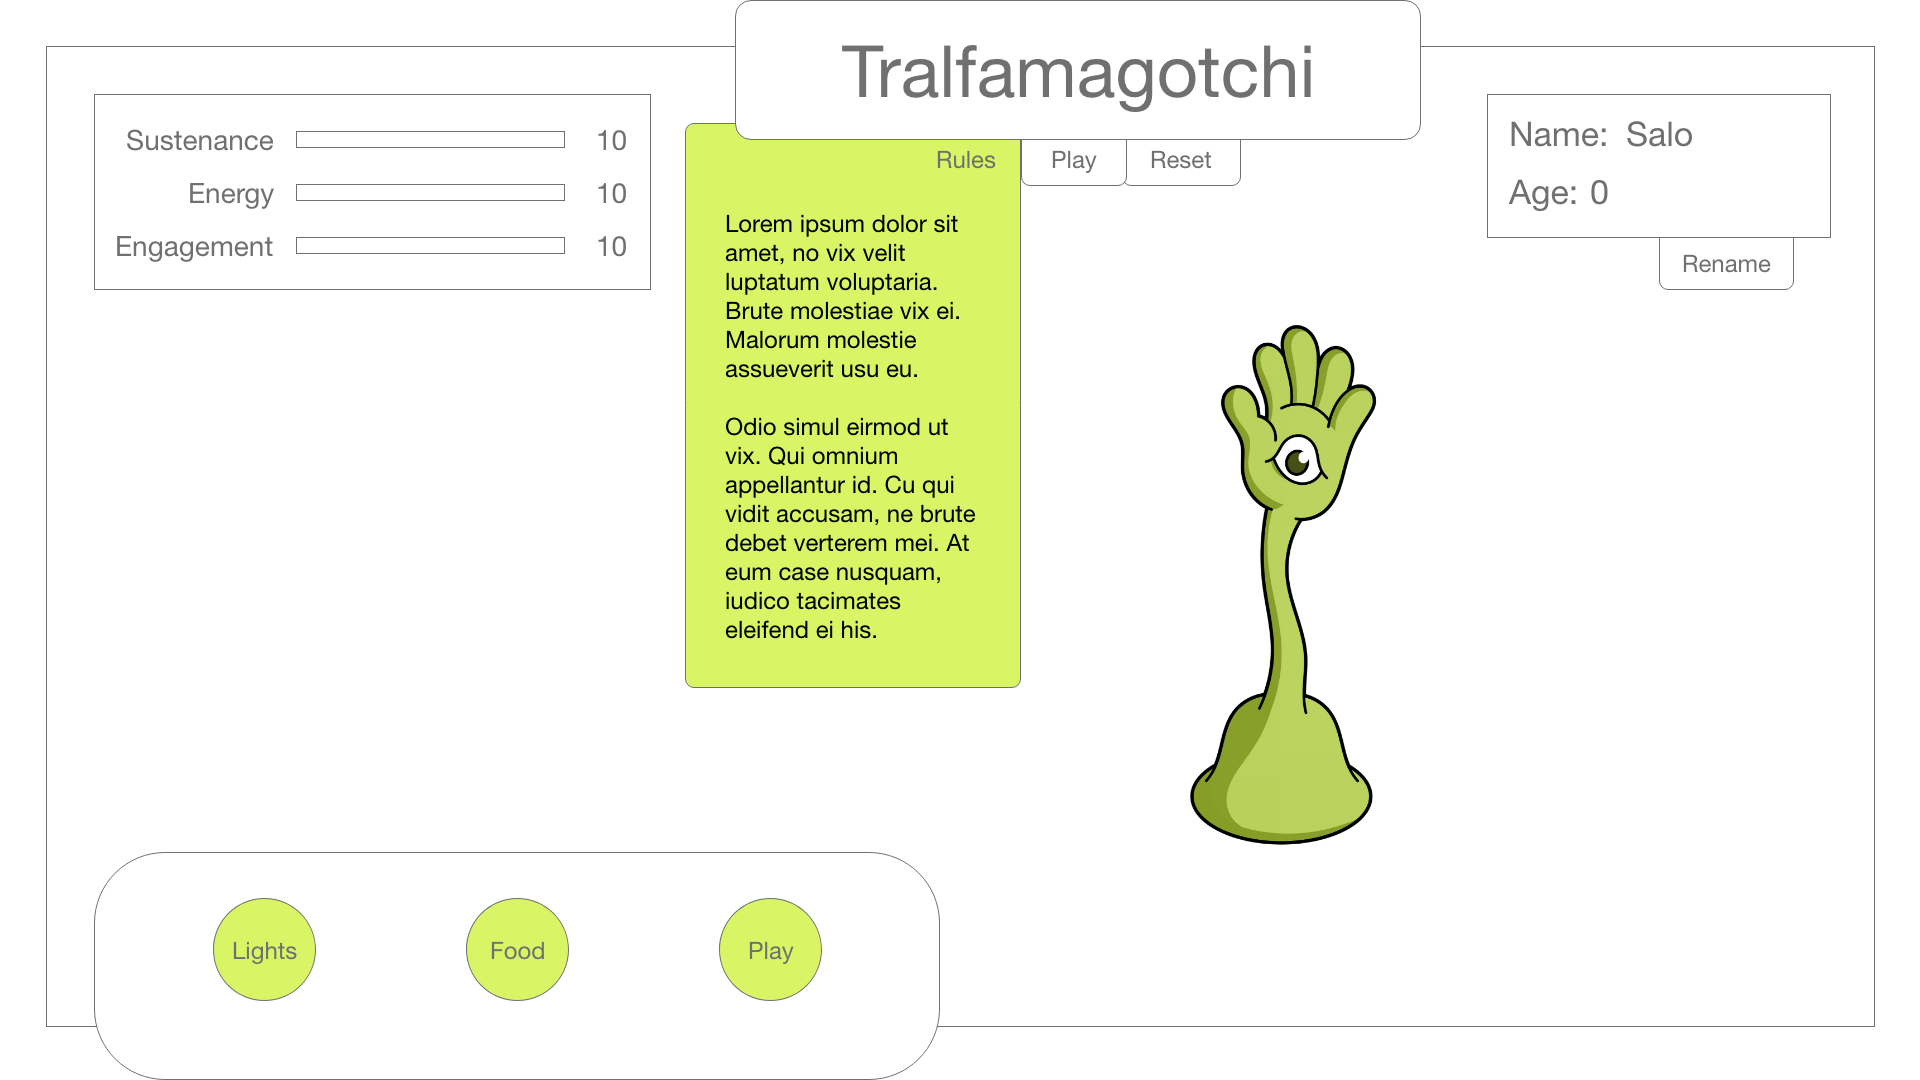 Tralfamagotchi
Sustenance 10
Energy 10
Engagement 10
Rules Play Reset
Name: Salo
Age: 0
Rename
Lorem ipsum dolor sit
amet, no vix velit
luptatum voluptaria.
Brute molestiae vix ei.
Malorum molestie
assueverit usu eu.
Odio simul eirmod ut
vix. Qui omnium
appellantur id. Cu qui
vidit accusam, ne brute
debet verterem mei. At
eum case nusquam,
iudico tacimates
eleifend ei his.
Lights Food Play